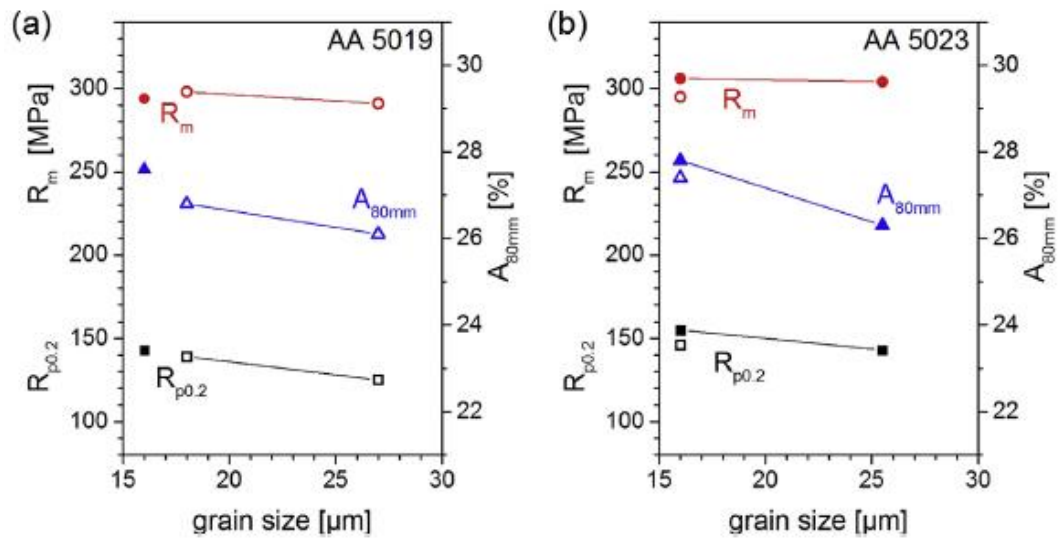 (a)
AA 5019
R_p0.2 R_m [MPa]
300
250
200
150
100
R_m
A_80mm
R_p0.2
30
28
26
24
22
A_80mm [%]
15 20 25 30
grain size [µm]
(b)
AA 5023
R_p0.2 R_m [MPa]
300
250
200
150
100
R_m
A_80mm
R_p0.2
30
28
26
24
22
A_80mm [%]
15 20 25 30
grain size [µm]